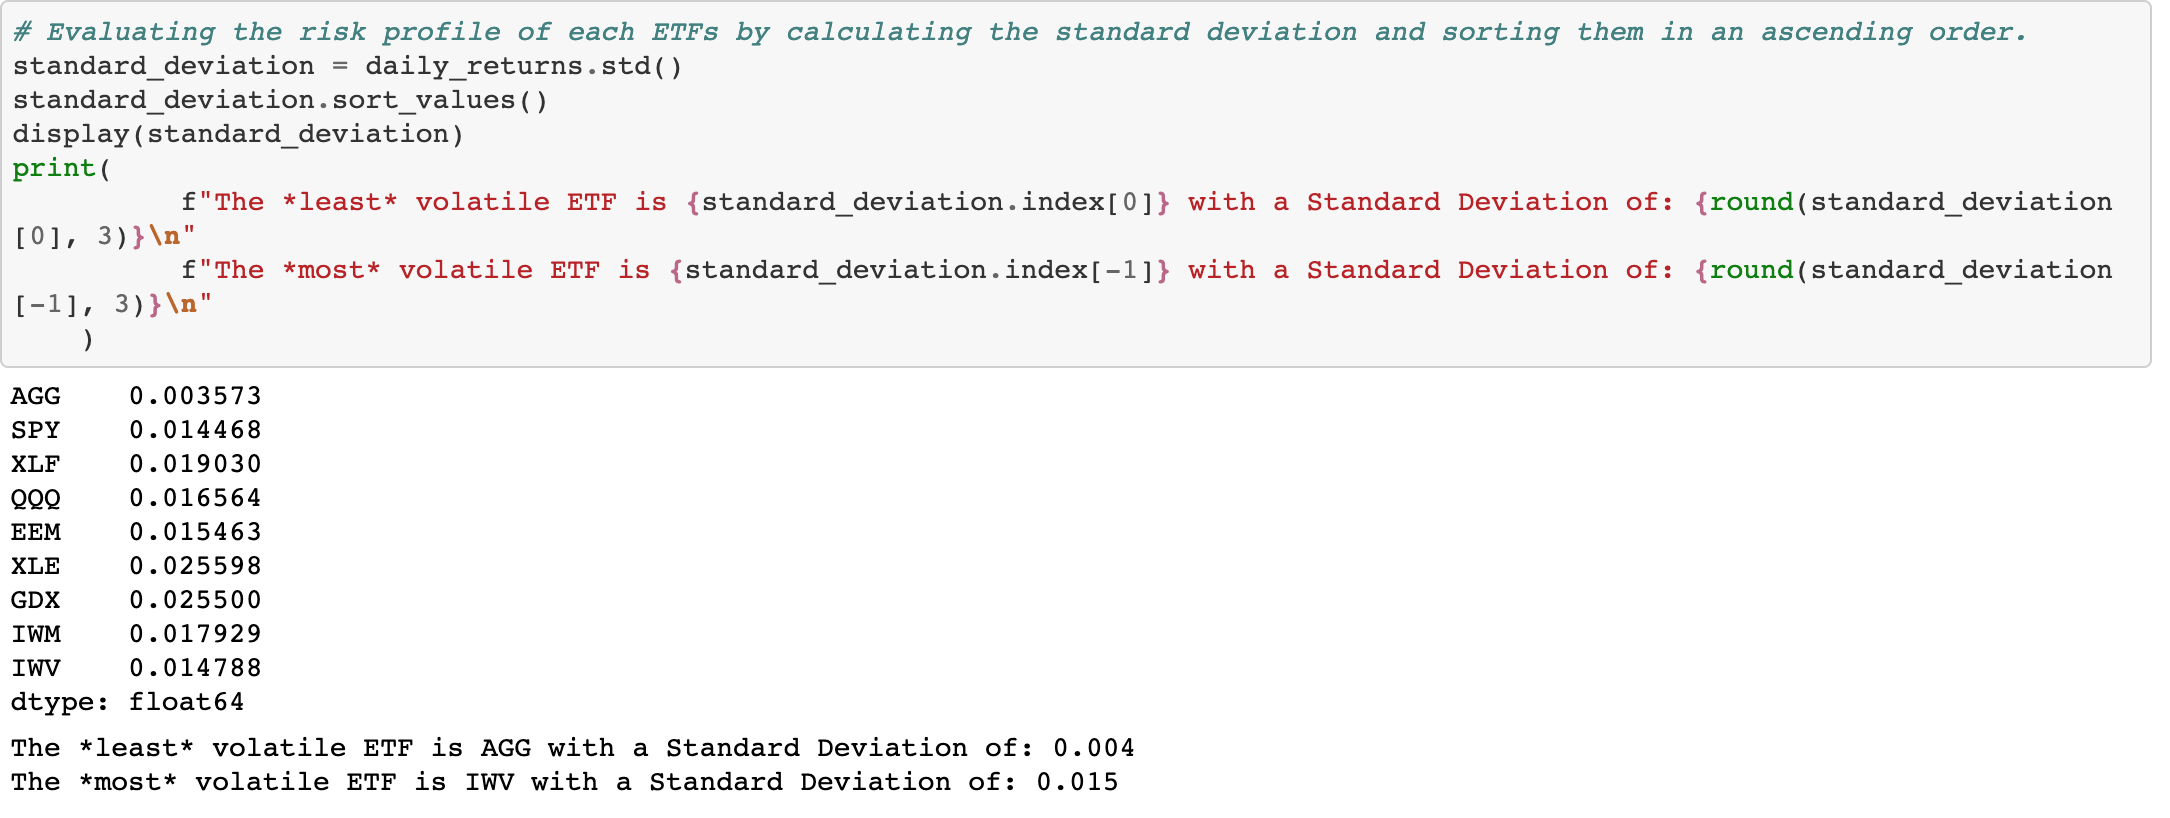 # Evaluating the risk profile of each ETFs by calculating the standard deviation and sorting them in an ascending order.
standard_deviation = daily_returns.std()
standard_deviation.sort_values()
display(standard_deviation)
print(
          f"The *least* volatile ETF is {standard_deviation.index[0]} with a Standard Deviation of: {round(standard_deviation
[0], 3)}\n"
          f"The *most* volatile ETF is {standard_deviation.index[-1]} with a Standard Deviation of: {round(standard_deviation
[-1], 3)}\n"
    )
AGG    0.003573
SPY    0.014468
XLF    0.019030
QQQ    0.016564
EEM    0.015463
XLE    0.025598
GDX    0.025500
IWM    0.017929
IWV    0.014788
dtype: float64
The *least* volatile ETF is AGG with a Standard Deviation of: 0.004
The *most* volatile ETF is IWV with a Standard Deviation of: 0.015